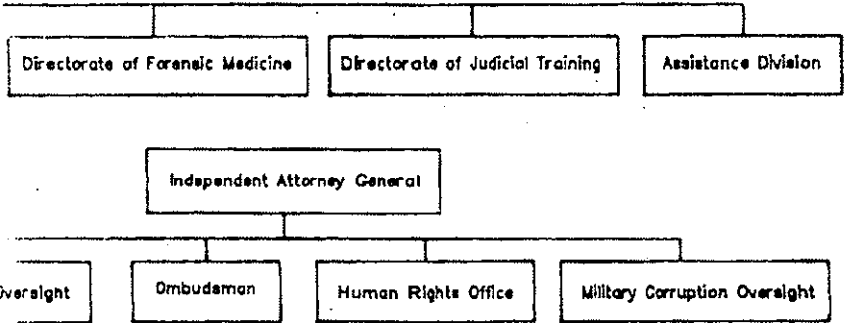 Directorate of Forensic Medicine
Directorate of Judicial Training
Assistance Division
Independent Attorney General
Oversight
Ombudsman
Human Rights Office
Military Corruption Oversight